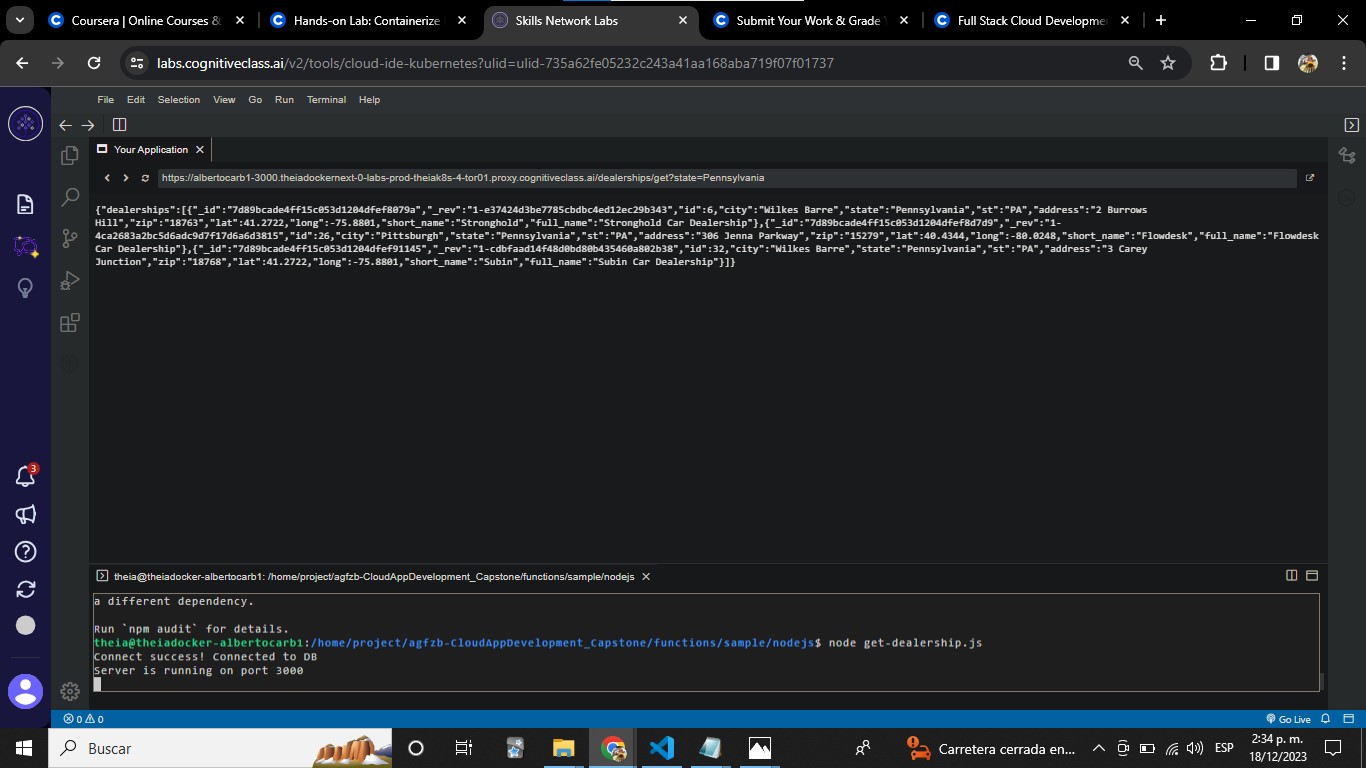 Coursera | Online Courses &
Hands-on Lab: Containerize
Skills Network Labs
Submit Your Work & Grade Y
Full Stack Cloud Developme
labs.cognitiveclass.ai/v2/tools/cloud-ide-kubernetes?ulid=ulid-735a62fe05232c243a41aa168aba719f07f01737
File Edit Selection View Go Run Terminal Help
Your Application
https://albertocarb1-3000.theiadockernext-0-labs-prod-theiak8s-4-tor01.proxy.cognitiveclass.ai/dealerships/get?state=Pennsylvania
{"dealerships":[{"_id":"7d89bcade4ff15c053d1204dfef8079a","_rev":"1-e37424d3be7785cbdbc4ed12ec29b343","id":6,"city":"Wilkes Barre","state":"Pennsylvania","st":"PA","address":"2 Burrows
Hill","zip":"18763","lat":41.2722,"long":-75.8801,"short_name":"Stronghold","full_name":"Stronghold Car Dealership"},{"_id":"7d89bcade4ff15c053d1204dfef8d7d9","_rev":"1-
4ca2683a2bc5d6adc9d7f17d6a6d3815","id":26,"city":"Pittsburgh","state":"Pennsylvania","st":"PA","address":"306 Jenna Parkway","zip":"15279","lat":40.4344,"long":-80.0248,"short_name":"Flowdesk","full_name":"Flowdesk
Car Dealership"},{"_id":"7d89bcade4ff15c053d1204dfef91145","_rev":"1-cdbfaad14f48d0bd80b435460a802b38","id":32,"city":"Wilkes Barre","state":"Pennsylvania","st":"PA","address":"3 Carey
Junction","zip":"18768","lat":41.2722,"long":-75.8801,"short_name":"Subin","full_name":"Subin Car Dealership"}]}
3
theia@theiadocker-albertocarb1: /home/project/agfzb-CloudAppDevelopment_Capstone/functions/sample/nodejs
a different dependency.
Run `npm audit` for details.
theia@theiadocker-albertocarb1:/home/project/agfzb-CloudAppDevelopment_Capstone/functions/sample/nodejs$ node get-dealership.js
Connect success! Connected to DB
Server is running on port 3000
0 0
Go Live
Buscar
Carretera cerrada en...
ESP
2:34 p. m.
18/12/2023